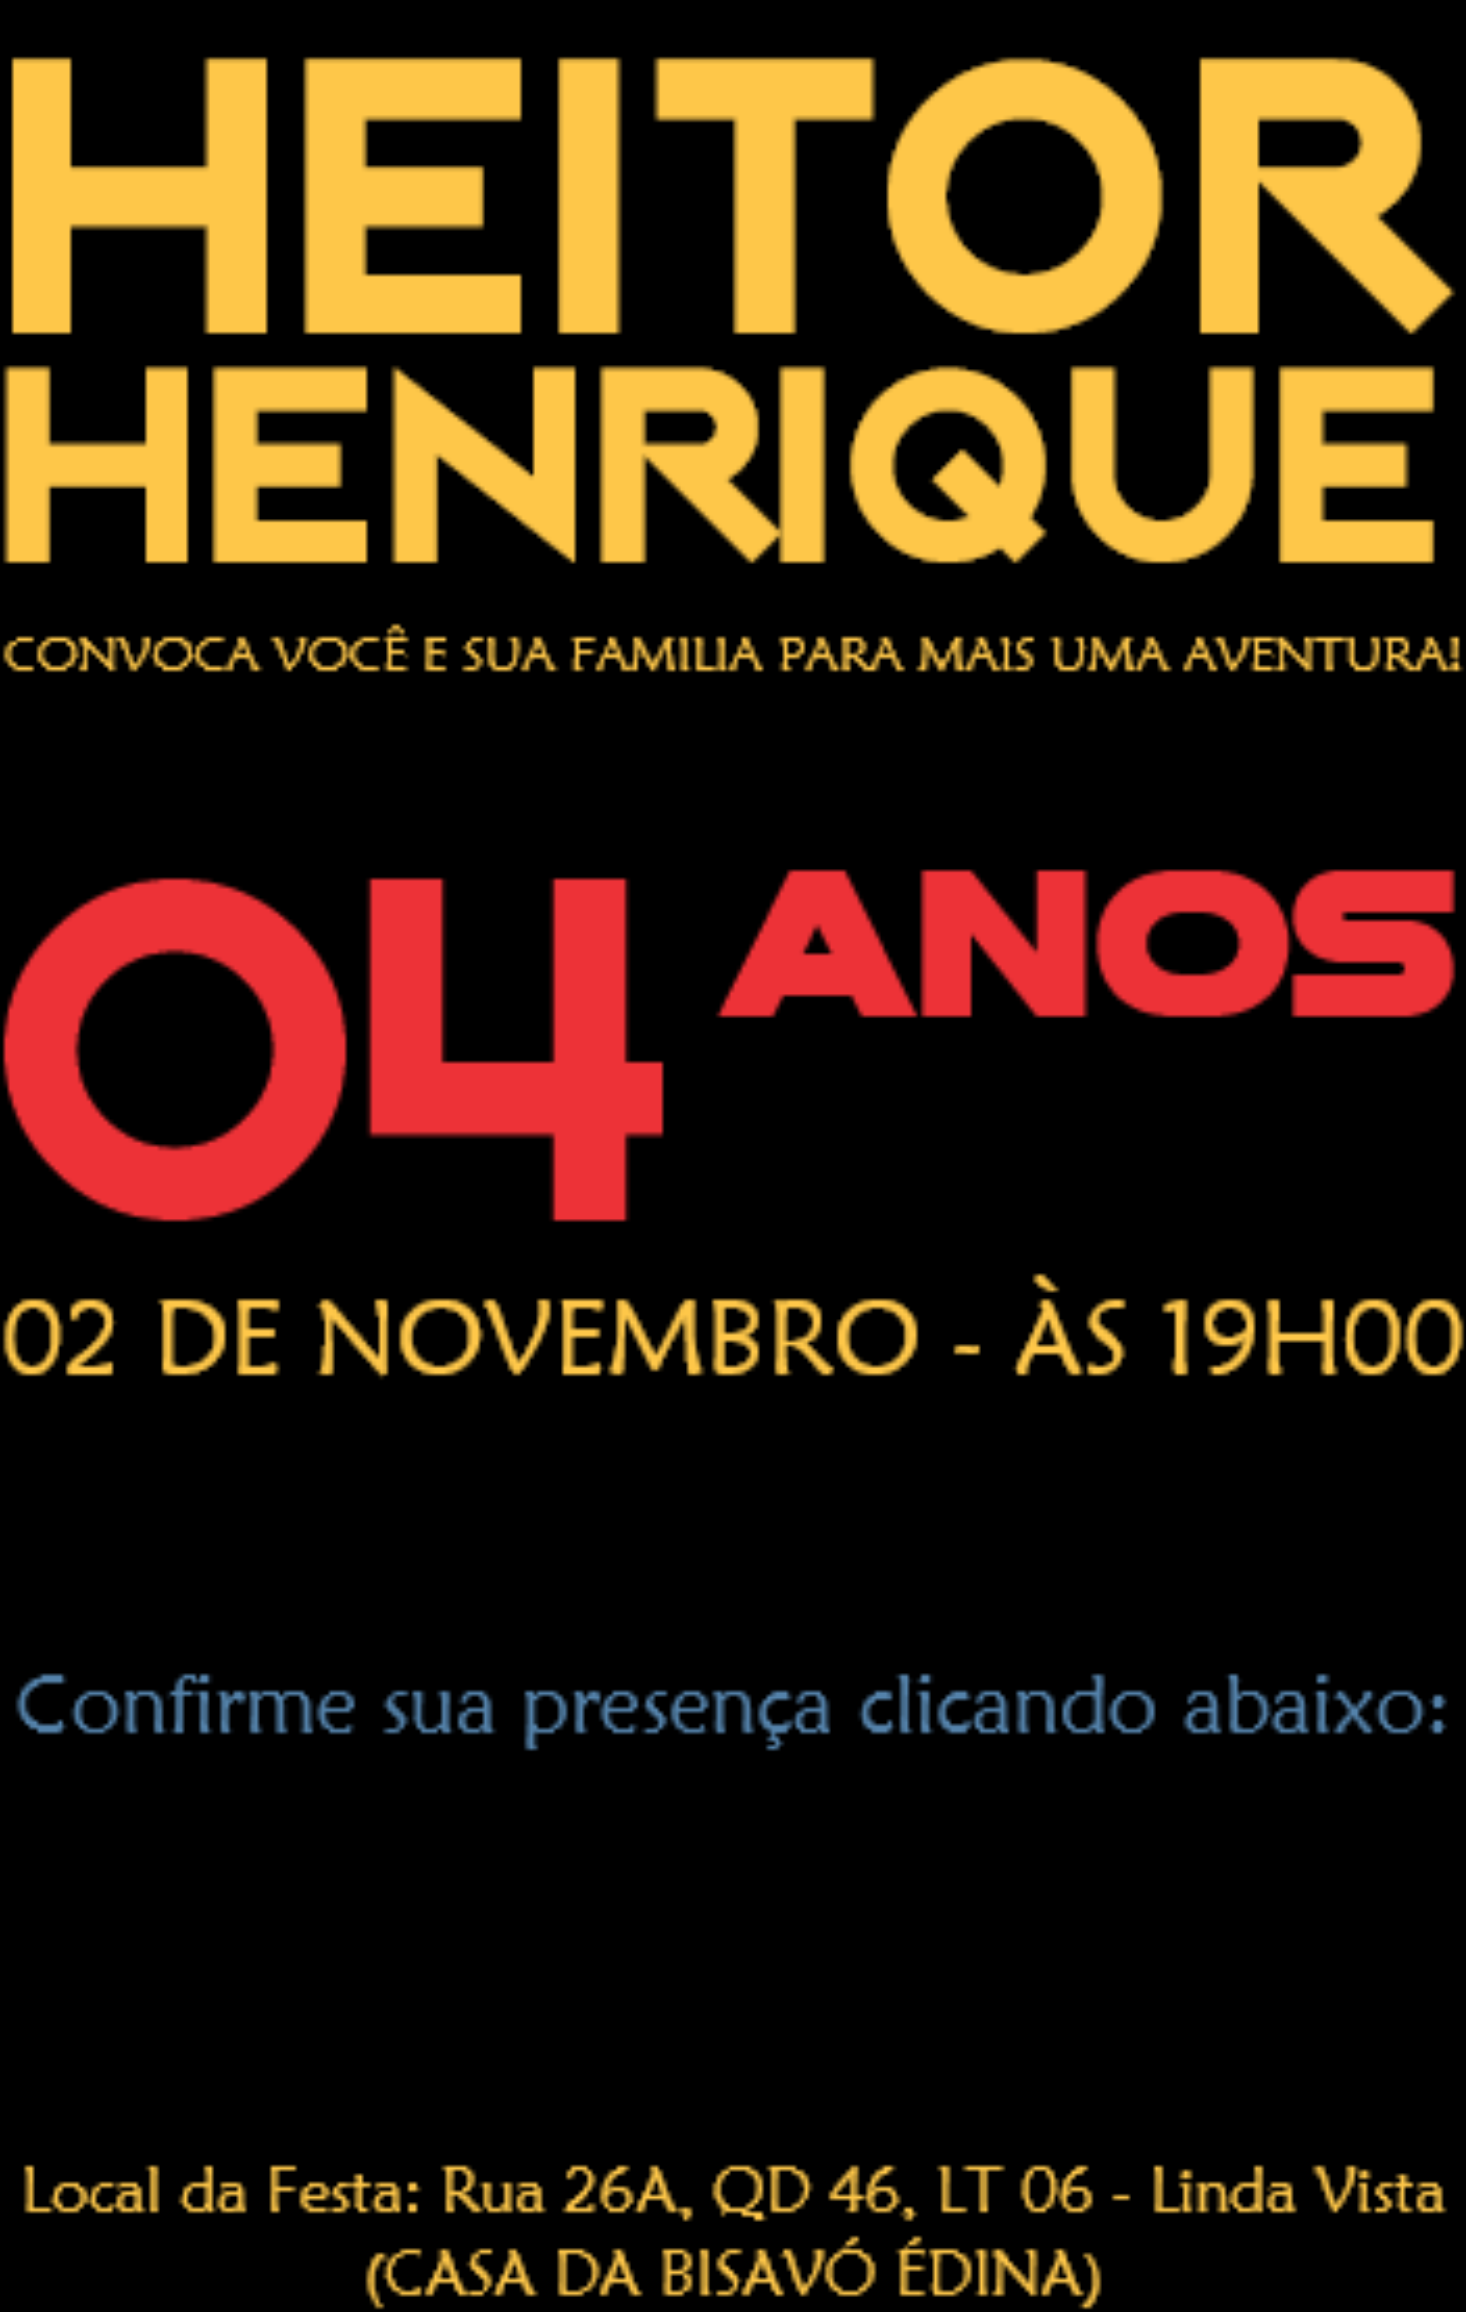 HEITOR
HENRIQUE
CONVOCA VOCÊ E SUA FAMILIA PARA MAIS UMA AVENTURA!
04 ANOS
02 DE NOVEMBRO - ÀS 19H00
Confirme sua presença clicando abaixo:
Local da Festa: Rua 26A, QD 46, LT 06 - Linda Vista
(CASA DA BISAVÓ ÉDINA)